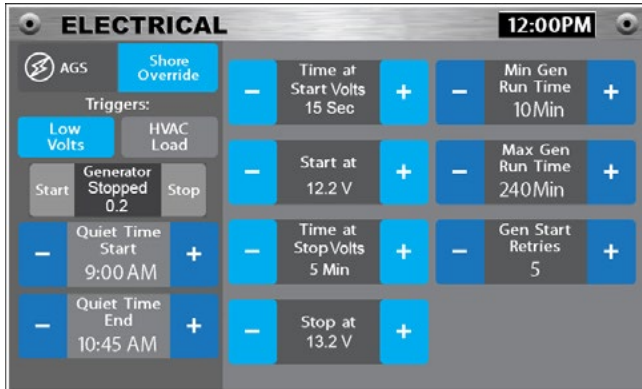 ELECTRICAL
12:00PM
AGS
Shore
Override
Triggers:
Low
Volts
HVAC
Load
Start
Generator
Stopped
0.2
Stop
−
Quiet Time
Start
9:00 AM
+
−
Quiet Time
End
10:45 AM
+
−
Time at
Start Volts
15 Sec
+
−
Start at
12.2 V
+
−
Time at
Stop Volts
5 Min
+
−
Stop at
13.2 V
+
−
Min Gen
Run Time
10Min
+
−
Max Gen
Run Time
240Min
+
−
Gen Start
Retries
5
+